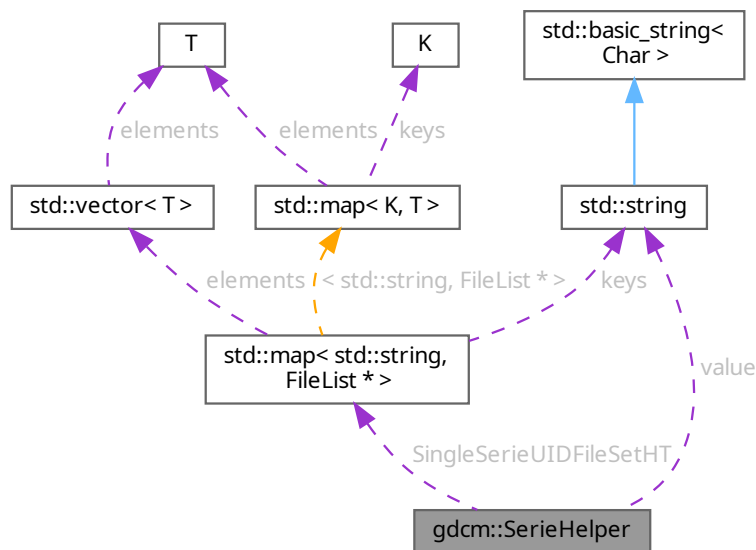 T
K
std::basic_string<
Char >
elements
elements
keys
std::vector< T >
std::map< K, T >
std::string
elements
< std::string, FileList * >
keys
std::map< std::string,
FileList * >
value
SingleSerieUIDFileSetHT
gdcm::SerieHelper